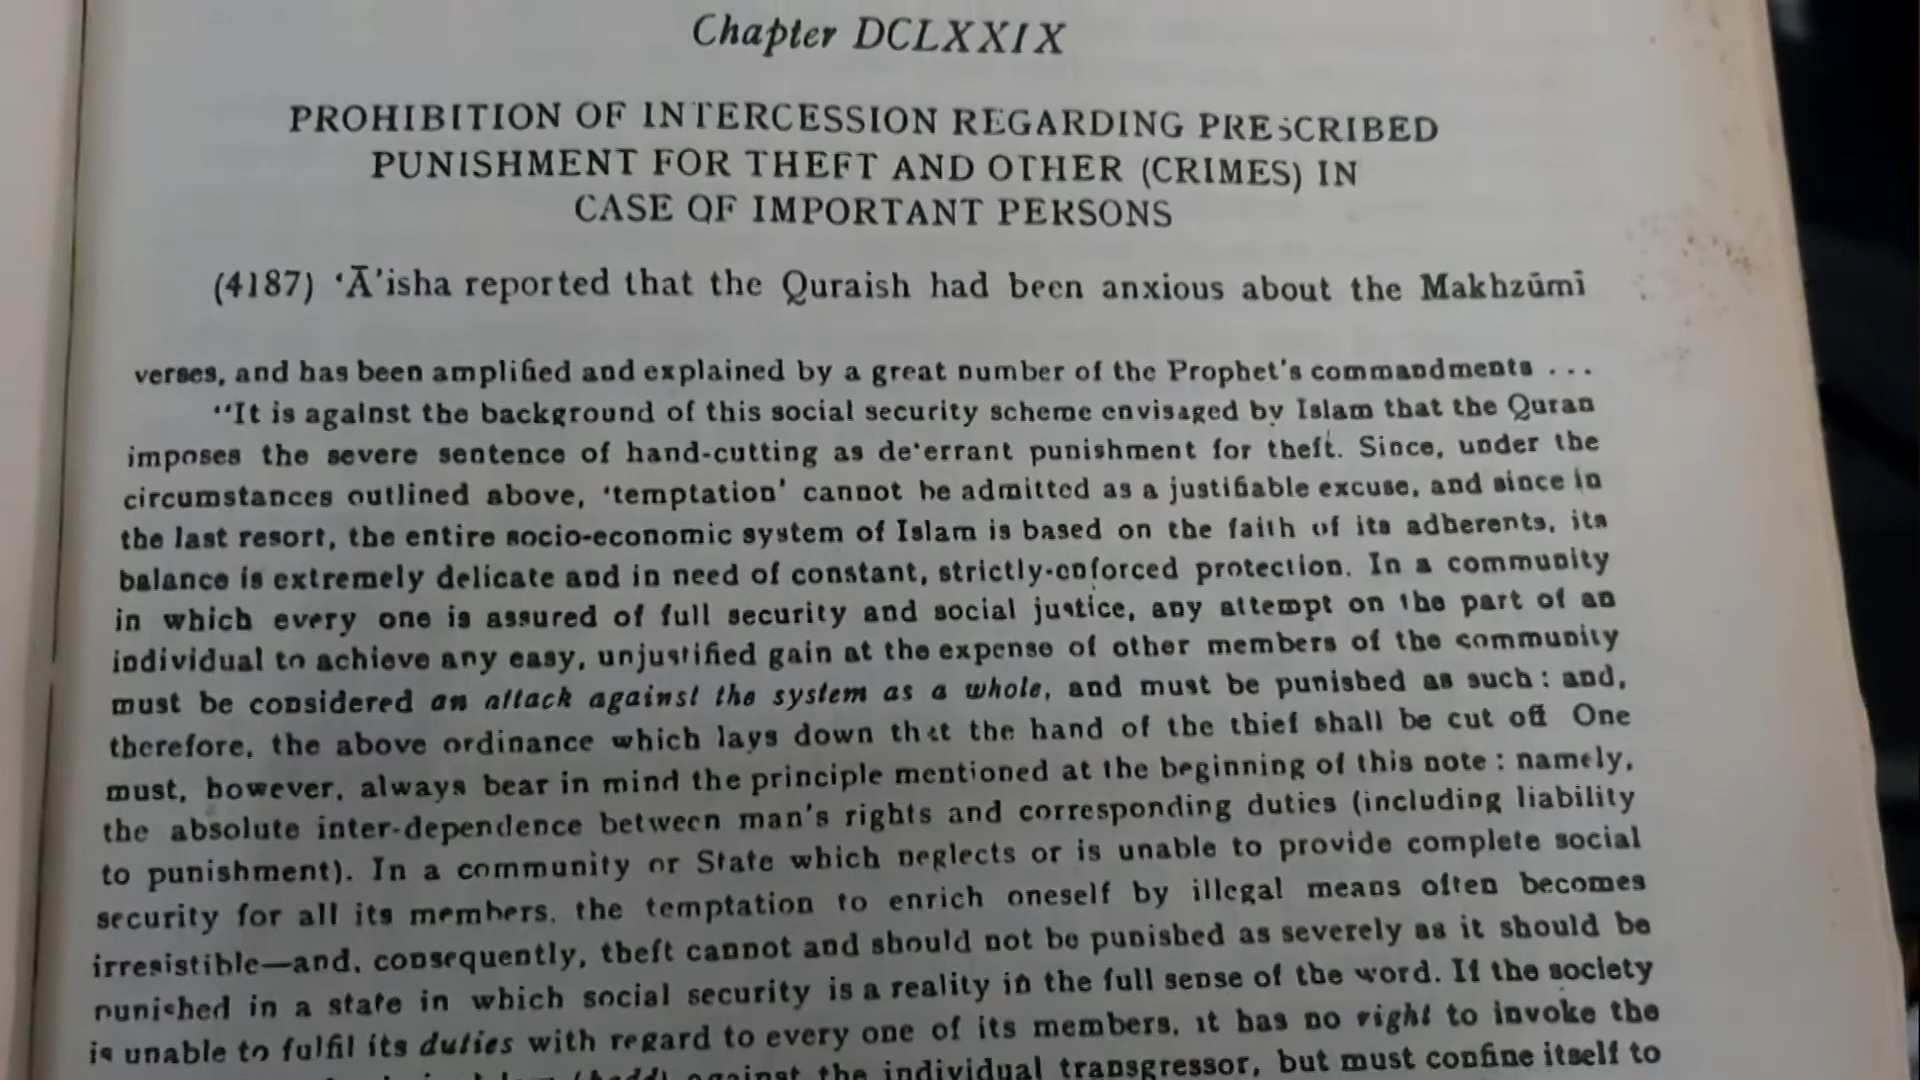 Chapter DCLXXIX
PROHIBITION OF INTERCESSION REGARDING PRESCRIBED
PUNISHMENT FOR THEFT AND OTHER (CRIMES) IN
CASE OF IMPORTANT PERSONS
(4187) ‘Ā’isha reported that the Quraish had been anxious about the Makhzūmī
verses, and has been amplified and explained by a great number of the Prophet's commandments ...
“It is against the background of this social security scheme envisaged by Islam that the Quran
imposes the severe sentence of hand-cutting as de'errant punishment for theft. Since, under the
circumstances outlined above, ‘temptation’ cannot be admitted as a justifiable excuse, and since in
the last resort, the entire socio-economic system of Islam is based on the faith of its adherents, its
balance is extremely delicate and in need of constant, strictly-enforced protection. In a community
in which every one is assured of full security and social justice, any attempt on the part of an
individual to achieve any easy, unjustified gain at the expense of other members of the community
must be considered an attack against the system as a whole, and must be punished as such : and,
therefore, the above ordinance which lays down that the hand of the thief shall be cut off One
must, however, always bear in mind the principle mentioned at the beginning of this note : namely,
the absolute inter-dependence between man's rights and corresponding duties (including liability
to punishment). In a community or State which neglects or is unable to provide complete social
security for all its members, the temptation to enrich oneself by illegal means often becomes
irresistible—and, consequently, theft cannot and should not be punished as severely as it should be
punished in a state in which social security is a reality in the full sense of the word. If the society
is unable to fulfil its duties with regard to every one of its members, it has no right to invoke the
(hadd) against the individual transgressor, but must confine itself to